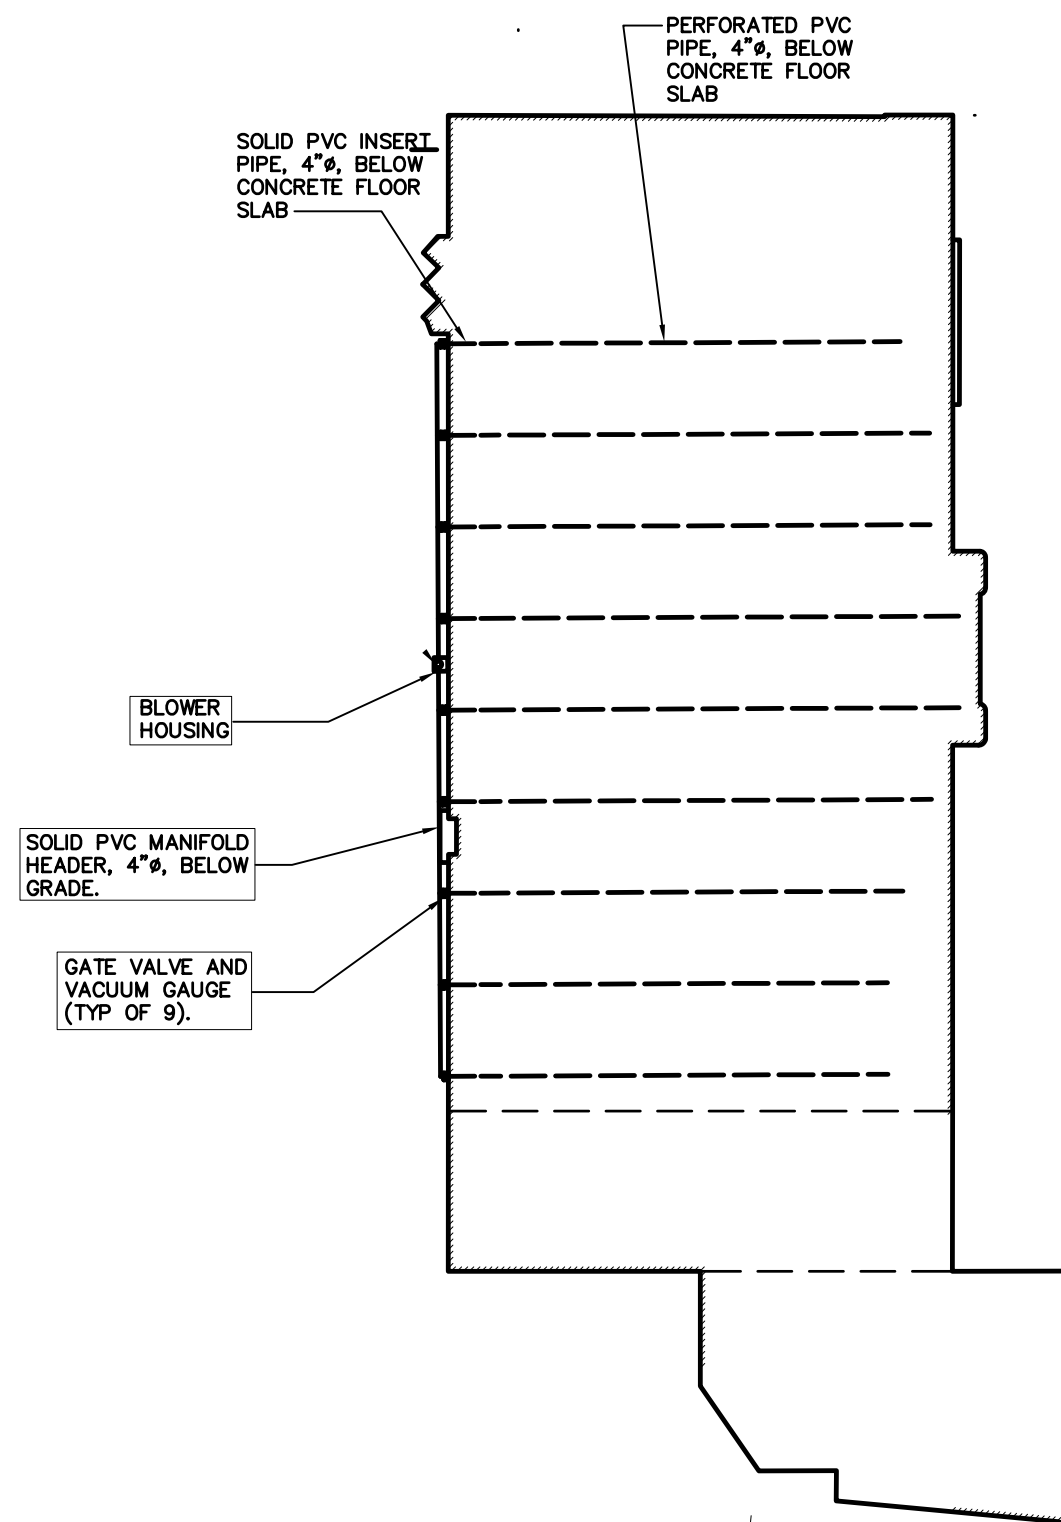 PERFORATED PVC
PIPE, 4"ø, BELOW
CONCRETE FLOOR
SLAB
SOLID PVC INSERT
PIPE, 4"ø, BELOW
CONCRETE FLOOR
SLAB
BLOWER
HOUSING
SOLID PVC MANIFOLD
HEADER, 4"ø, BELOW
GRADE.
GATE VALVE AND
VACUUM GAUGE
(TYP OF 9).